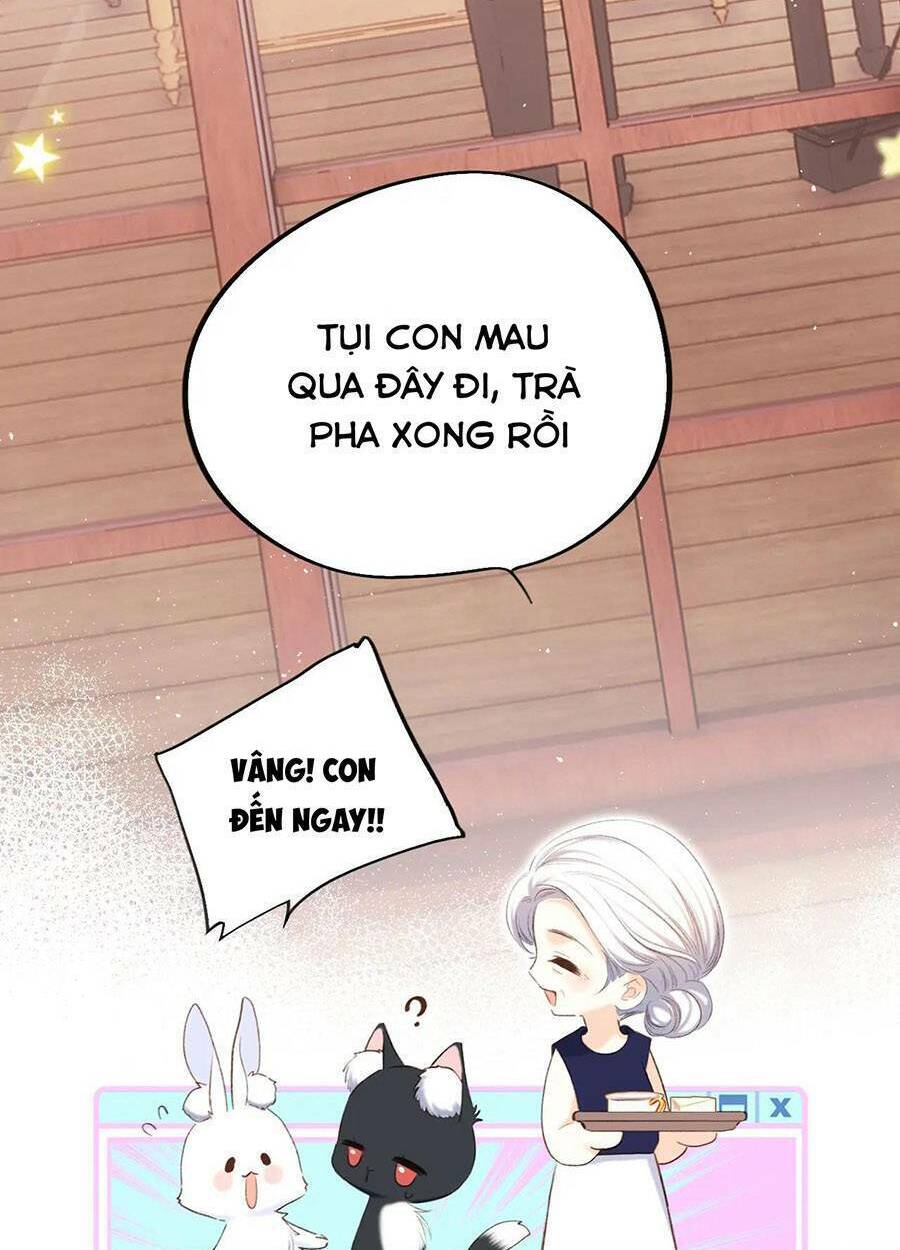 TỤI CON MAU
QUA ĐÂY ĐI, TRÀ
PHA XONG RỒI
VÂNG! CON
ĐẾN NGAY!!
?
X